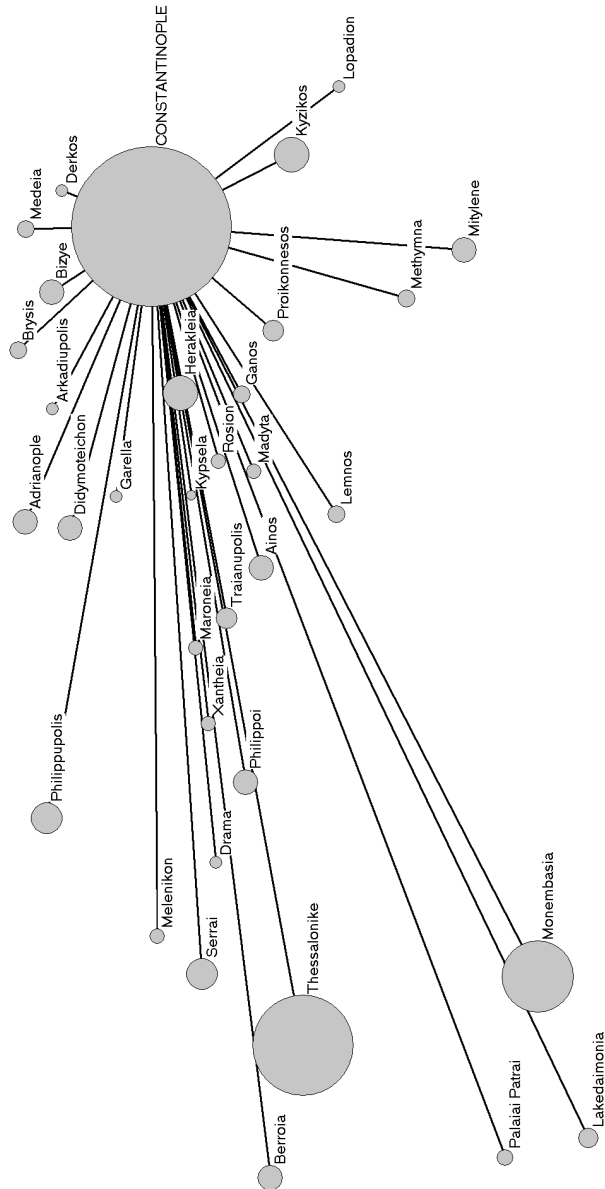 CONSTANTINOPLE
Lopadion
Kyzikos
Derkos
Medeia
Bizye
Brysis
Mitylene
Methymna
Proikonnesos
Arkadiupolis
Herakleia
Ganos
Adrianople
Didymoteichon
Garella
Rosion
Madyta
Kypsela
Lemnos
Ainos
Traianupolis
Maroneia
Xantheia
Philippoi
Philippupolis
Drama
Melenikon
Serrai
Thessalonike
Monembasia
Berroia
Palaiai Patrai
Lakedaimonia